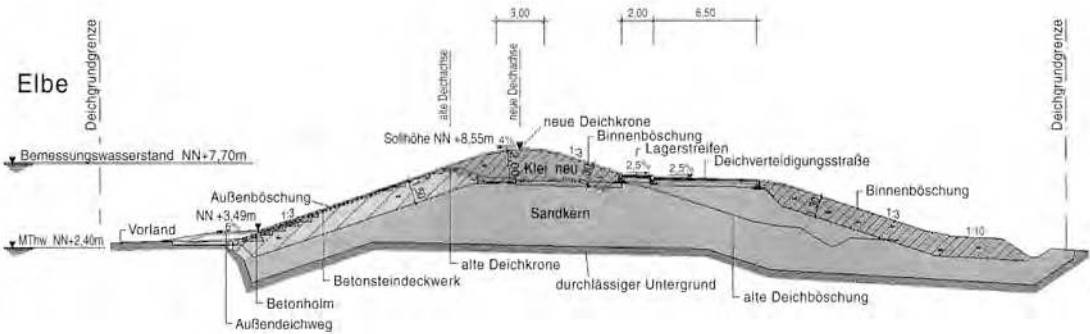 3,00
2,00
6,50
Elbe
Deichgrundgrenze
alte Deichachse
neue Deichachse
Deichgrundgrenze
neue Deichkrone
Sollhöhe NN +8,55m
4%
Binnenböschung
1:3
Lagerstreifen
Bemessungswasserstand NN+7,70m
Klei neu
2,00
2,5%
2,5%
Deichverteidigungsstraße
Außenböschung
Binnenböschung
NN +3,49m
1:3
6%
Sandkern
1:3
Vorland
1:10
MThw NN+2,40m
Betonsteindeckwerk
alte Deichkrone
durchlässiger Untergrund
alte Deichböschung
Betonholm
Außendeichweg